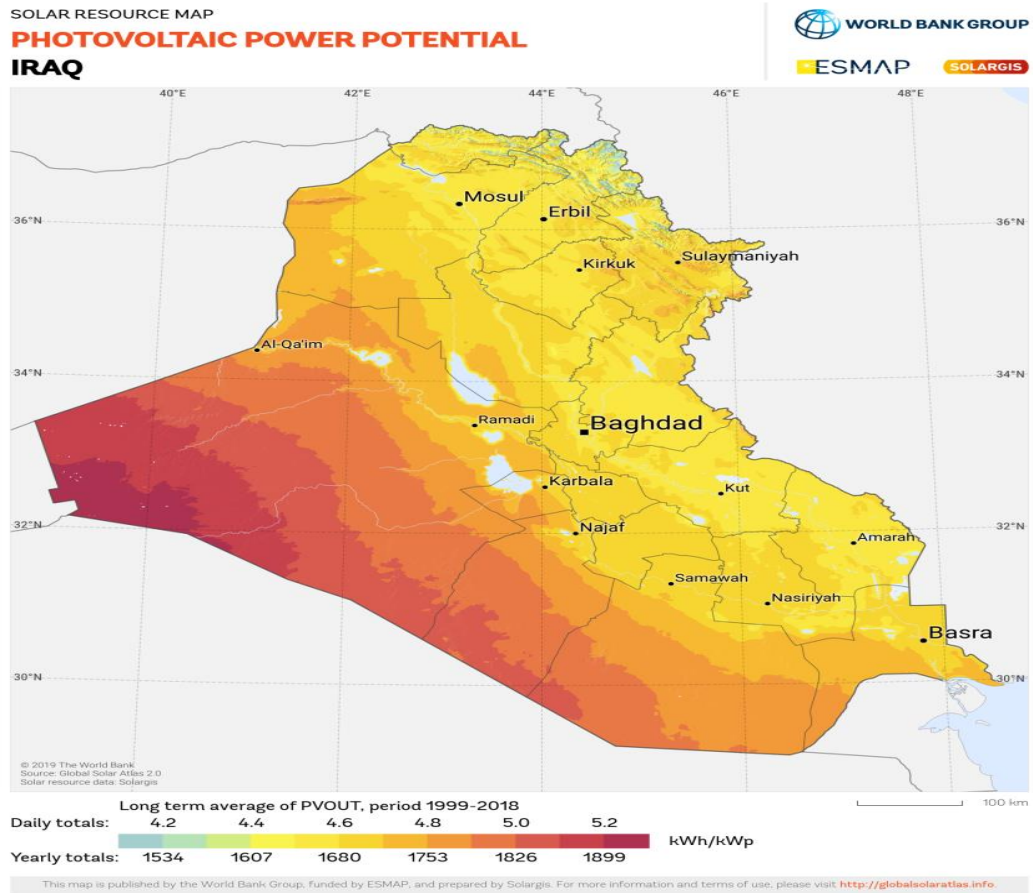 SOLAR RESOURCE MAP
PHOTOVOLTAIC POWER POTENTIAL
IRAQ
WORLD BANK GROUP
ESMAP
SOLARGIS
40°E 42°E 44°E 46°E 48°E
Mosul
Erbil
36°N 36°N
Kirkuk
Sulaymaniyah
Al-Qa'im
34°N 34°N
Ramadi
Baghdad
Karbala
Kut
32°N 32°N
Najaf
Amarah
Samawah
Nasiriyah
Basra
30°N 30°N
© 2019 The World Bank
Source: Global Solar Atlas 2.0
Solar resource data: Solargis
Long term average of PVOUT, period 1999-2018
100 km
Daily totals: 4.2 4.4 4.6 4.8 5.0 5.2
kWh/kWp
Yearly totals: 1534 1607 1680 1753 1826 1899
This map is published by the World Bank Group, funded by ESMAP, and prepared by Solargis. For more information and terms of use, please visit http://globalsolaratlas.info.